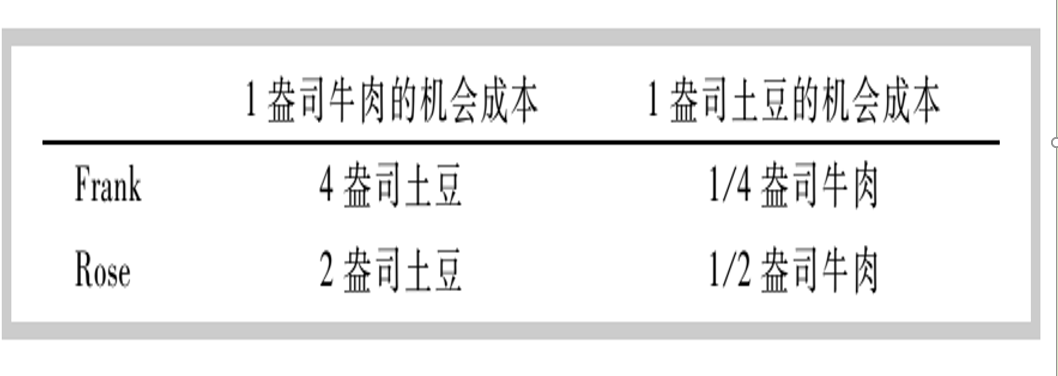 1 盎司牛肉的机会成本 1 盎司土豆的机会成本
Frank 4 盎司土豆 1/4 盎司牛肉
Rose 2 盎司土豆 1/2 盎司牛肉